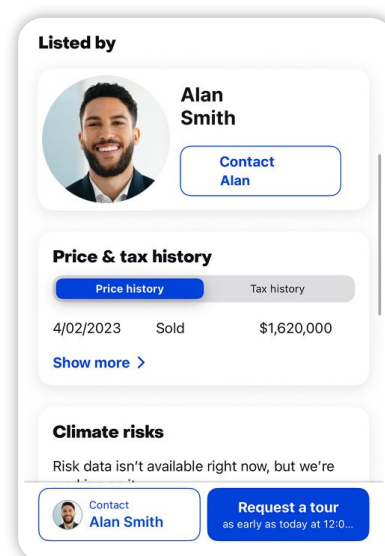 Listed by
Alan
Smith
Contact
Alan
Price & tax history
Price history Tax history
4/02/2023 Sold $1,620,000
Show more >
Climate risks
Risk data isn't available right now, but we're
Contact
Alan Smith
Request a tour
as early as today at 12:0...